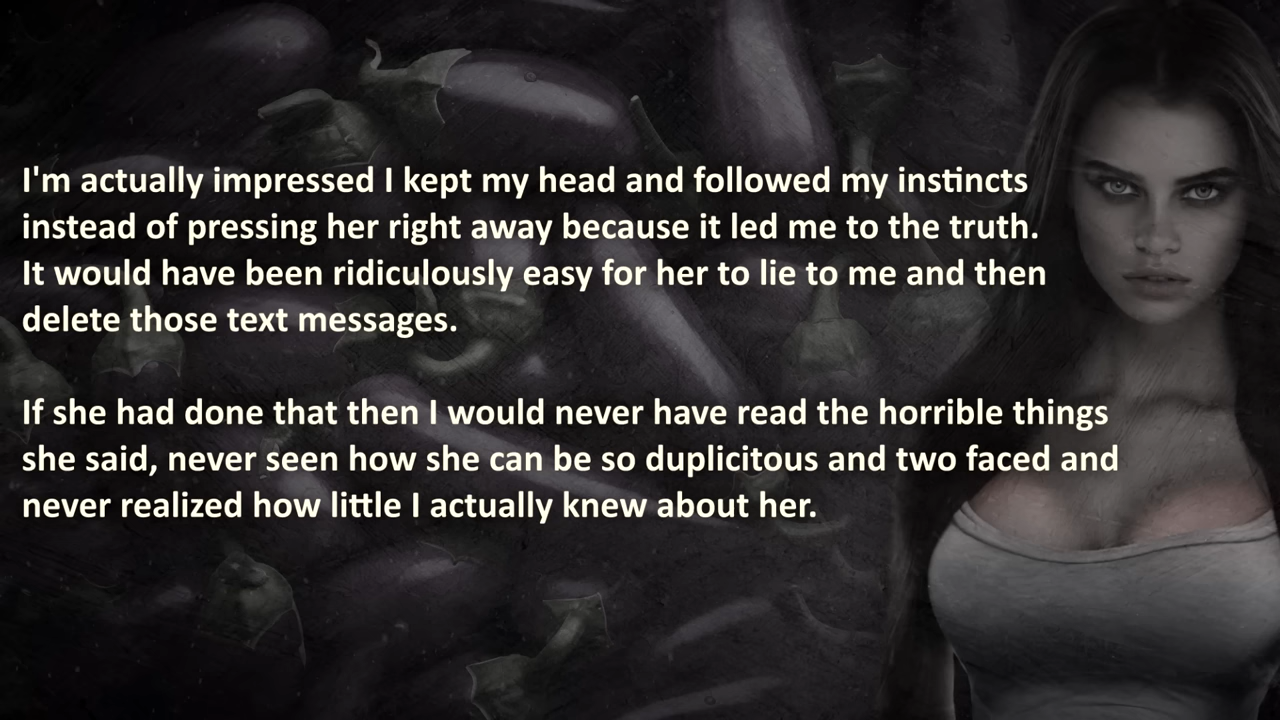 I'm actually impressed I kept my head and followed my instincts
instead of pressing her right away because it led me to the truth.
It would have been ridiculously easy for her to lie to me and then
delete those text messages.
If she had done that then I would never have read the horrible things
she said, never seen how she can be so duplicitous and two faced and
never realized how little I actually knew about her.